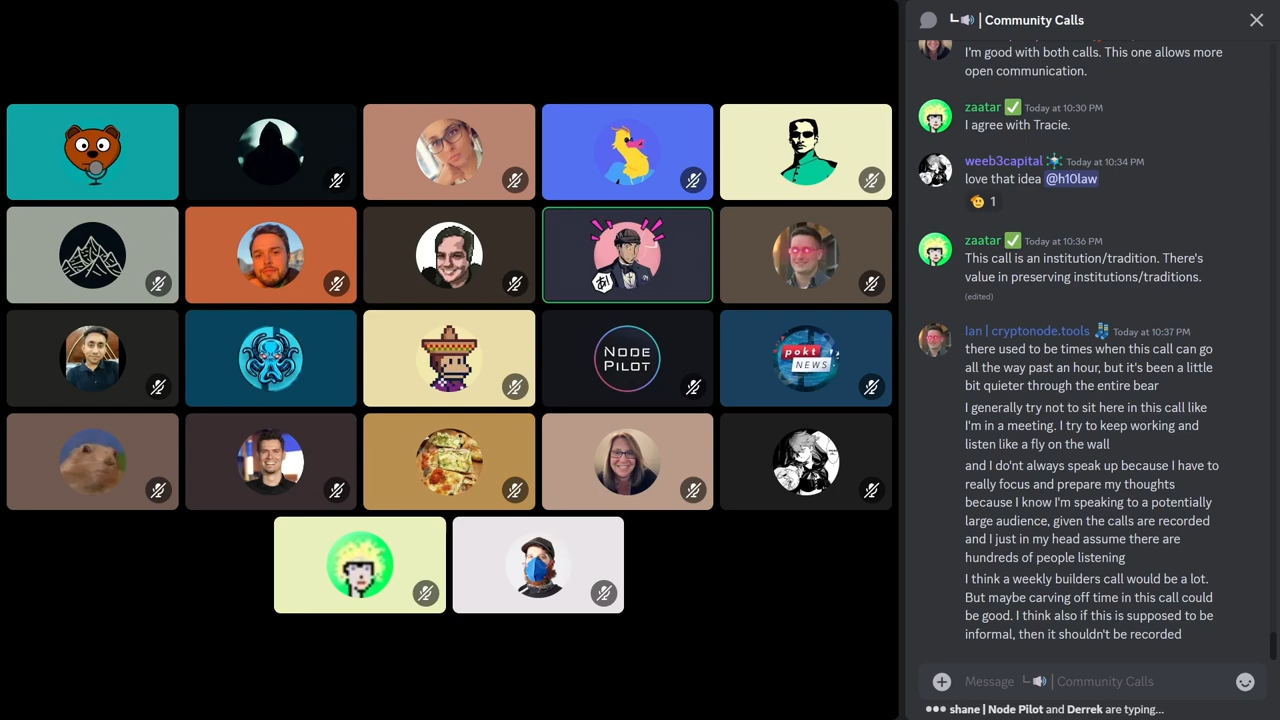 NODE
PILOT
pokt
NEWS
┗🔊 | Community Calls
I'm good with both calls. This one allows more
open communication.
zaatar ✅ Today at 10:30 PM
I agree with Tracie.
weeb3capital Today at 10:34 PM
love that idea @h10law
1
zaatar ✅ Today at 10:36 PM
This call is an institution/tradition. There's
value in preserving institutions/traditions.
(edited)
Ian | cryptonode.tools Today at 10:37 PM
there used to be times when this call can go
all the way past an hour, but it's been a little
bit quieter through the entire bear
I generally try not to sit here in this call like
I'm in a meeting. I try to keep working and
listen like a fly on the wall
and I do'nt always speak up because I have to
really focus and prepare my thoughts
because I know I'm speaking to a potentially
large audience, given the calls are recorded
and I just in my head assume there are
hundreds of people listening
I think a weekly builders call would be a lot.
But maybe carving off time in this call could
be good. I think also if this is supposed to be
informal, then it shouldn't be recorded
Message ┗🔊 | Community Calls
shane | Node Pilot and Derrek are typing...